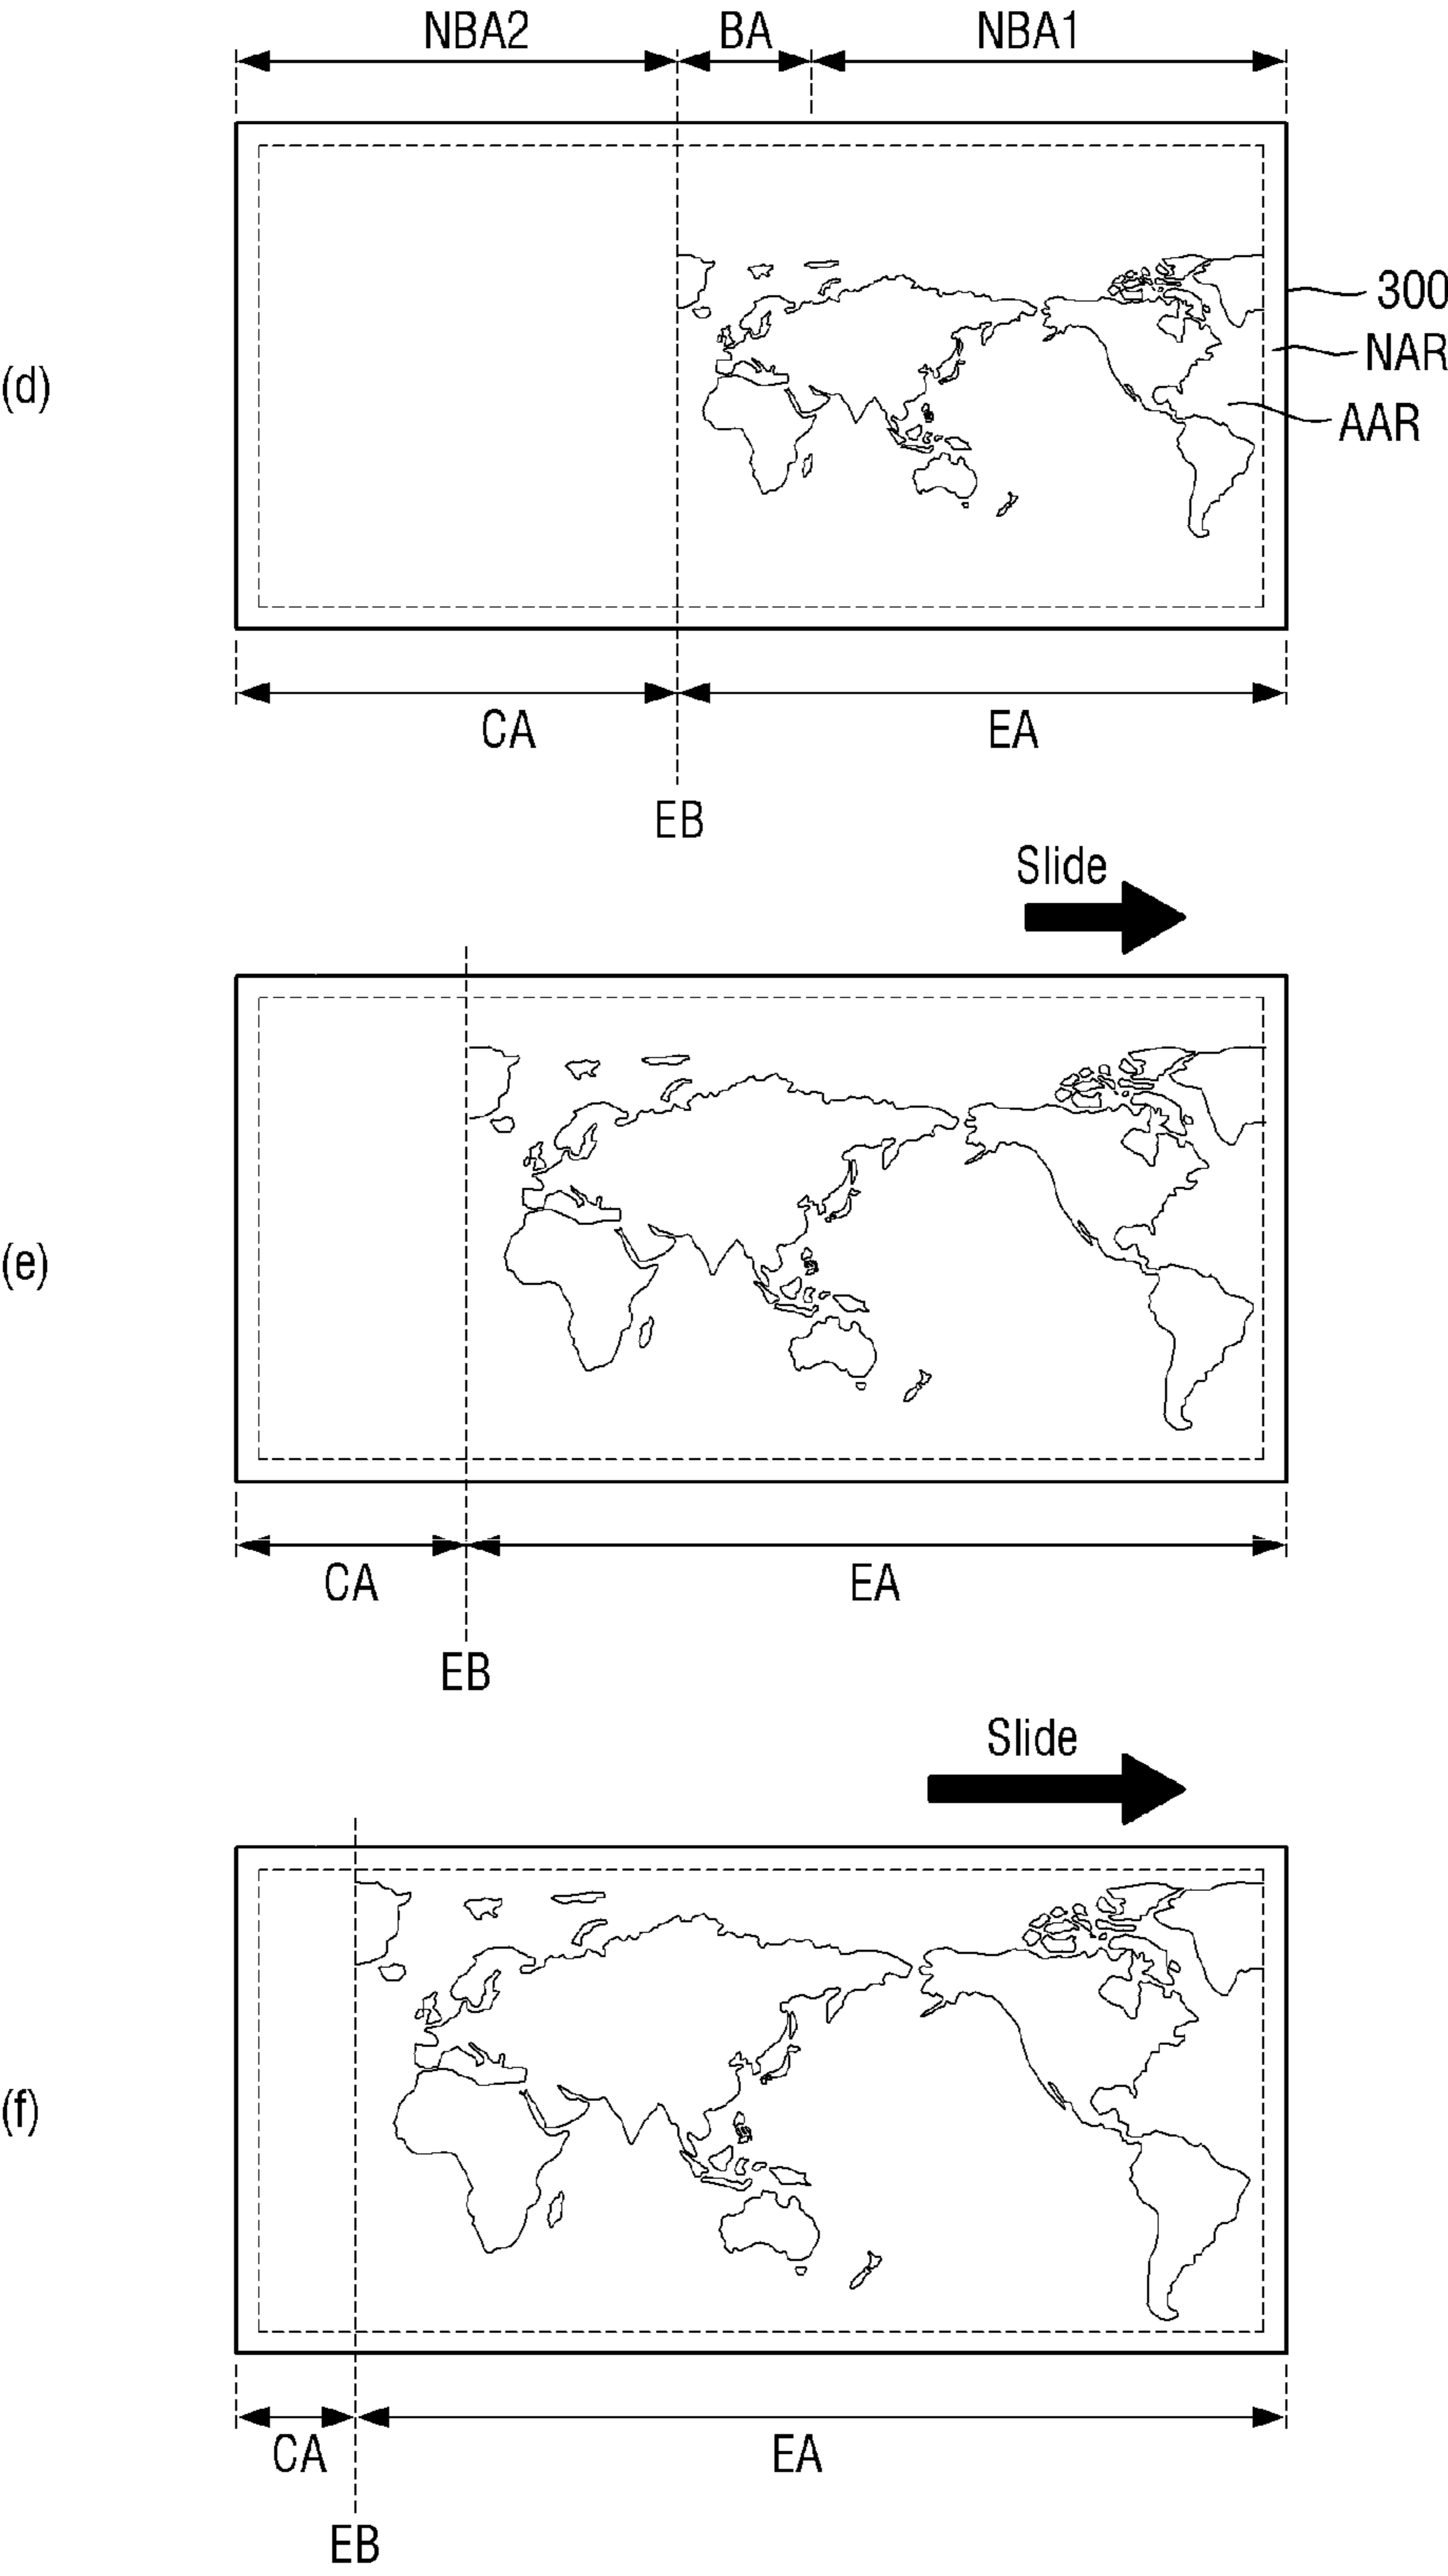 NBA2 BA NBA1
300
NAR
(d)
AAR
CA EA
EB
Slide
(e)
CA EA
EB
Slide
(f)
CA EA
EB